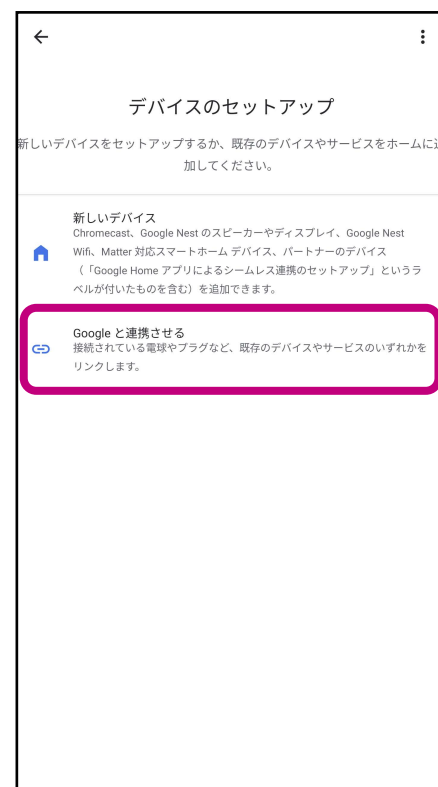 デバイスのセットアップ
新しいデバイスをセットアップするか、既存のデバイスやサービスをホームに追
加してください。
新しいデバイス
Chromecast、Google Nest のスピーカーやディスプレイ、Google Nest
Wifi、Matter 対応スマートホーム デバイス、パートナーのデバイス
（「Google Home アプリによるシームレス連携のセットアップ」というラ
ベルが付いたものを含む）を追加できます。
Google と連携させる
接続されている電球やプラグなど、既存のデバイスやサービスのいずれかを
リンクします。